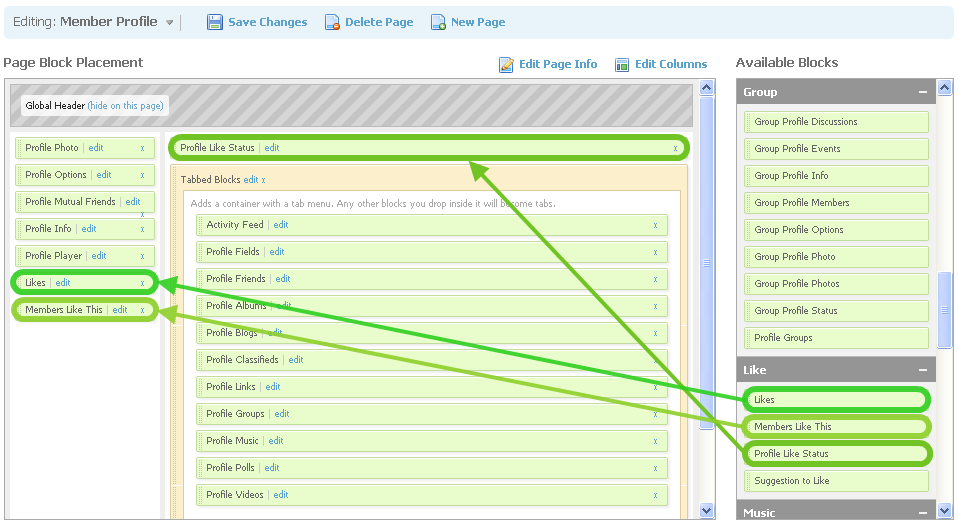 Editing: Member Profile
Save Changes
Delete Page
New Page
Page Block Placement
Edit Page Info
Edit Columns
Available Blocks
Global Header (hide on this page)
Profile Photo | edit x
Profile Options | edit x
Profile Mutual Friends | edit x
Profile Info | edit x
Profile Player | edit x
Likes | edit x
Members Like This | edit x
Profile Like Status | edit x
Tabbed Blocks edit x
Adds a container with a tab menu. Any other blocks you drop inside it will become tabs.
Activity Feed | edit x
Profile Fields | edit x
Profile Friends | edit x
Profile Albums | edit x
Profile Blogs | edit x
Profile Classifieds | edit x
Profile Links | edit x
Profile Groups | edit x
Profile Music | edit x
Profile Polls | edit x
Profile Videos | edit x
Group
Group Profile Discussions
Group Profile Events
Group Profile Info
Group Profile Members
Group Profile Options
Group Profile Photo
Group Profile Photos
Group Profile Status
Profile Groups
Like
Likes
Members Like This
Profile Like Status
Suggestion to Like
Music